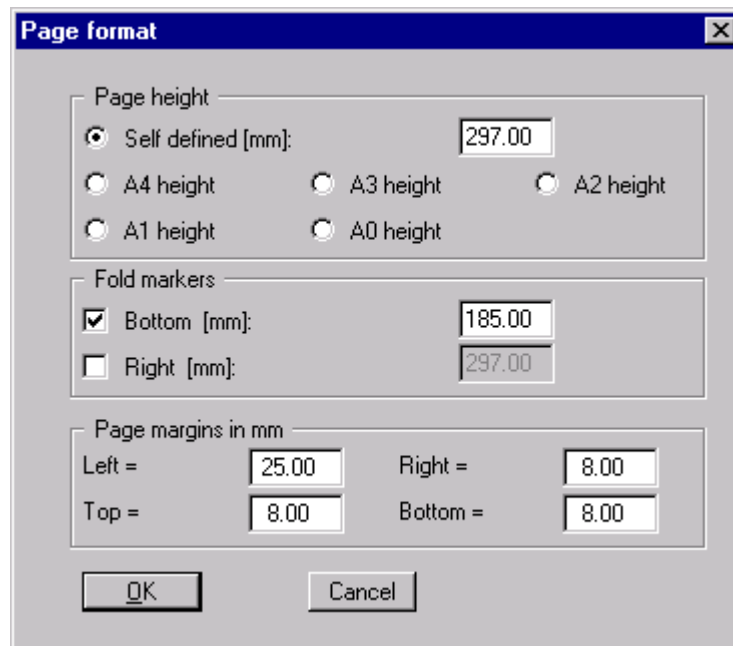 Page format
Page height
Self defined [mm]: 297.00
A4 height A3 height A2 height
A1 height A0 height
Fold markers
Bottom [mm]: 185.00
Right [mm]: 297.00
Page margins in mm
Left = 25.00 Right = 8.00
Top = 8.00 Bottom = 8.00
OK Cancel